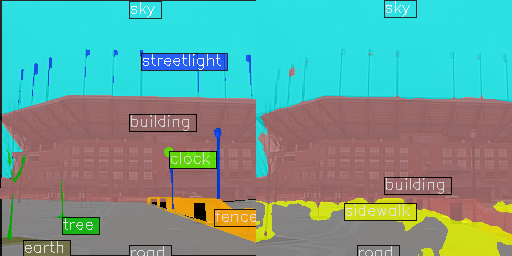 sky
streetlight
building
clock
tree
fence
earth
road
sky
building
sidewalk
road